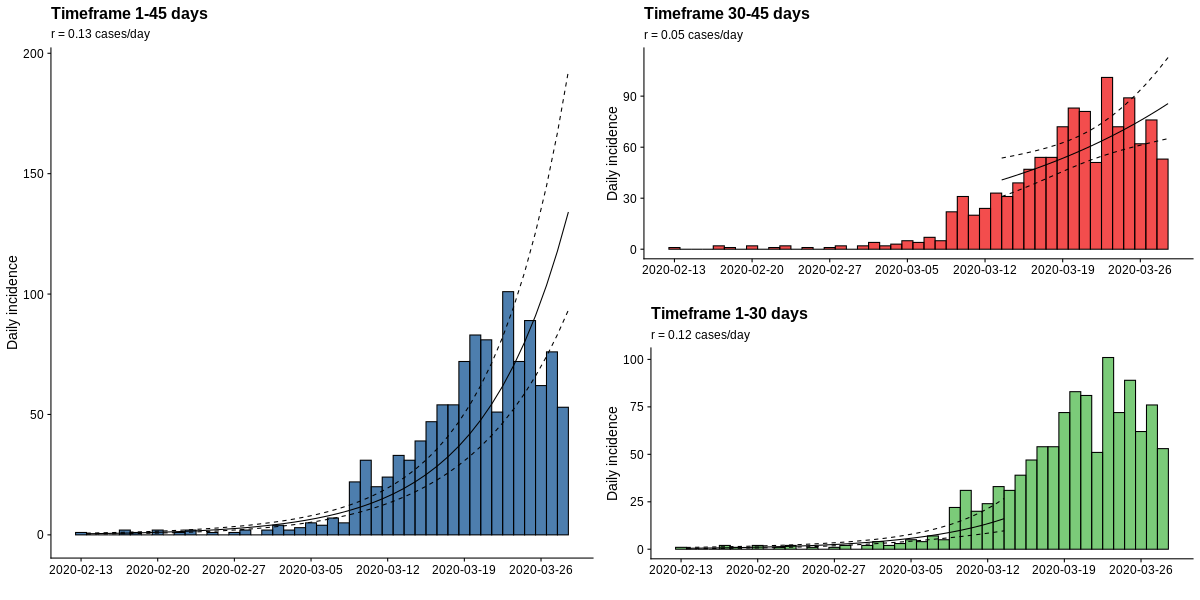 Timeframe 1-45 days
r = 0.13 cases/day
Daily incidence
200
150
100
50
0
2020-02-13 2020-02-20 2020-02-27 2020-03-05 2020-03-12 2020-03-19 2020-03-26
Timeframe 30-45 days
r = 0.05 cases/day
Daily incidence
90
60
30
0
2020-02-13 2020-02-20 2020-02-27 2020-03-05 2020-03-12 2020-03-19 2020-03-26
Timeframe 1-30 days
r = 0.12 cases/day
Daily incidence
100
75
50
25
0
2020-02-13 2020-02-20 2020-02-27 2020-03-05 2020-03-12 2020-03-19 2020-03-26